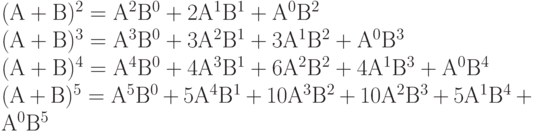 (A + B)² = A²B⁰ + 2A¹B¹ + A⁰B²
(A + B)³ = A³B⁰ + 3A²B¹ + 3A¹B² + A⁰B³
(A + B)⁴ = A⁴B⁰ + 4A³B¹ + 6A²B² + 4A¹B³ + A⁰B⁴
(A + B)⁵ = A⁵B⁰ + 5A⁴B¹ + 10A³B² + 10A²B³ + 5A¹B⁴ +
A⁰B⁵